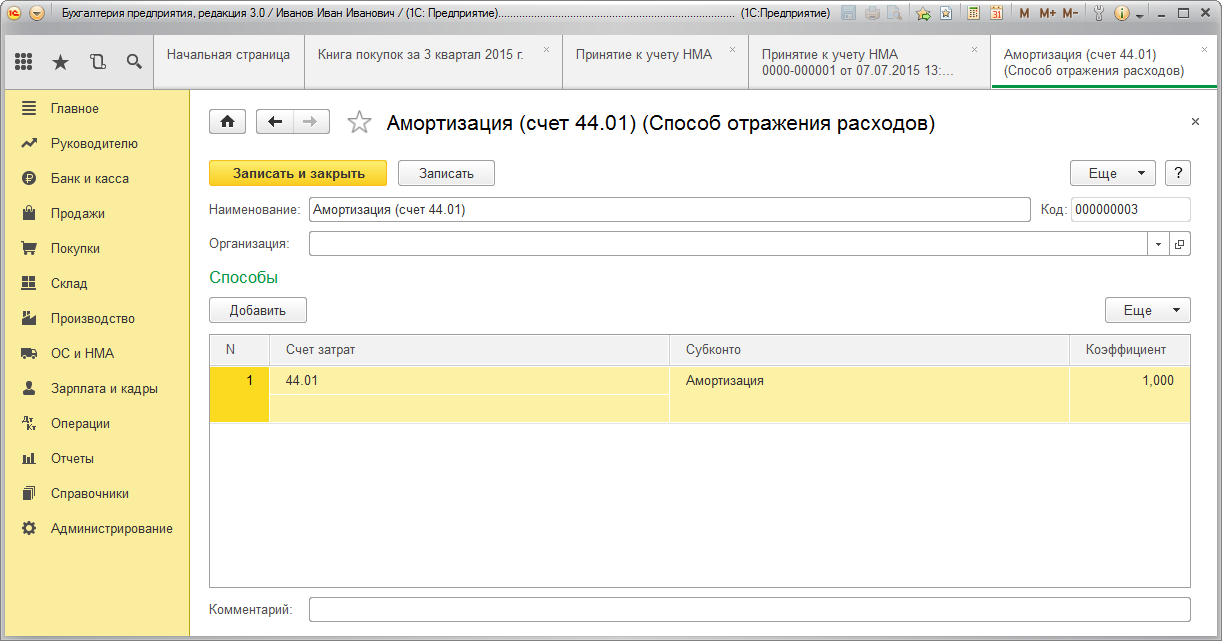 Бухгалтерия предприятия, редакция 3.0 / Иванов Иван Иванович / (1С: Предприятие)..................................................................................... (1С:Предприятие)
31 M M+ M-
Начальная страница
Книга покупок за 3 квартал 2015 г.
Принятие к учету НМА
Принятие к учету НМА
0000-000001 от 07.07.2015 13:...
Амортизация (счет 44.01)
(Способ отражения расходов)
Главное
Руководителю
Банк и касса
Продажи
Покупки
Склад
Производство
ОС и НМА
Зарплата и кадры
Операции
Отчеты
Справочники
Администрирование
Амортизация (счет 44.01) (Способ отражения расходов)
Записать и закрыть
Записать
Еще
?
Наименование: Амортизация (счет 44.01)
Код: 000000003
Организация:
Способы
Добавить
Еще
N Счет затрат Субконто Коэффициент
1 44.01 Амортизация 1,000
Комментарий: